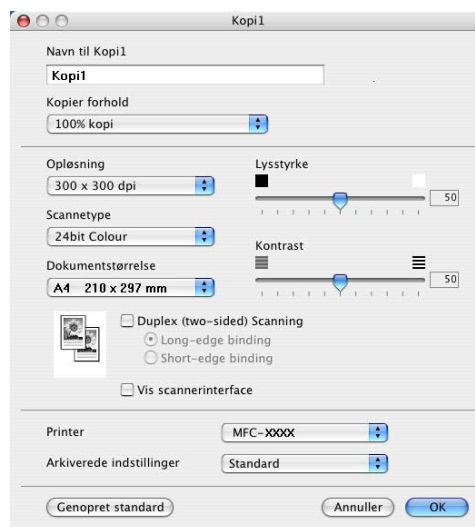 Kopi1
Navn til Kopi1
Kopi1
Kopier forhold
100% kopi
Opløsning
300 x 300 dpi
Scannetype
24bit Colour
Dokumentstørrelse
A4 210 x 297 mm
Lysstyrke
50
Kontrast
50
Duplex (two-sided) Scanning
Long-edge binding
Short-edge binding
Vis scannerinterface
Printer
MFC-XXXX
Arkiverede indstillinger
Standard
Genopret standard
Annuller
OK